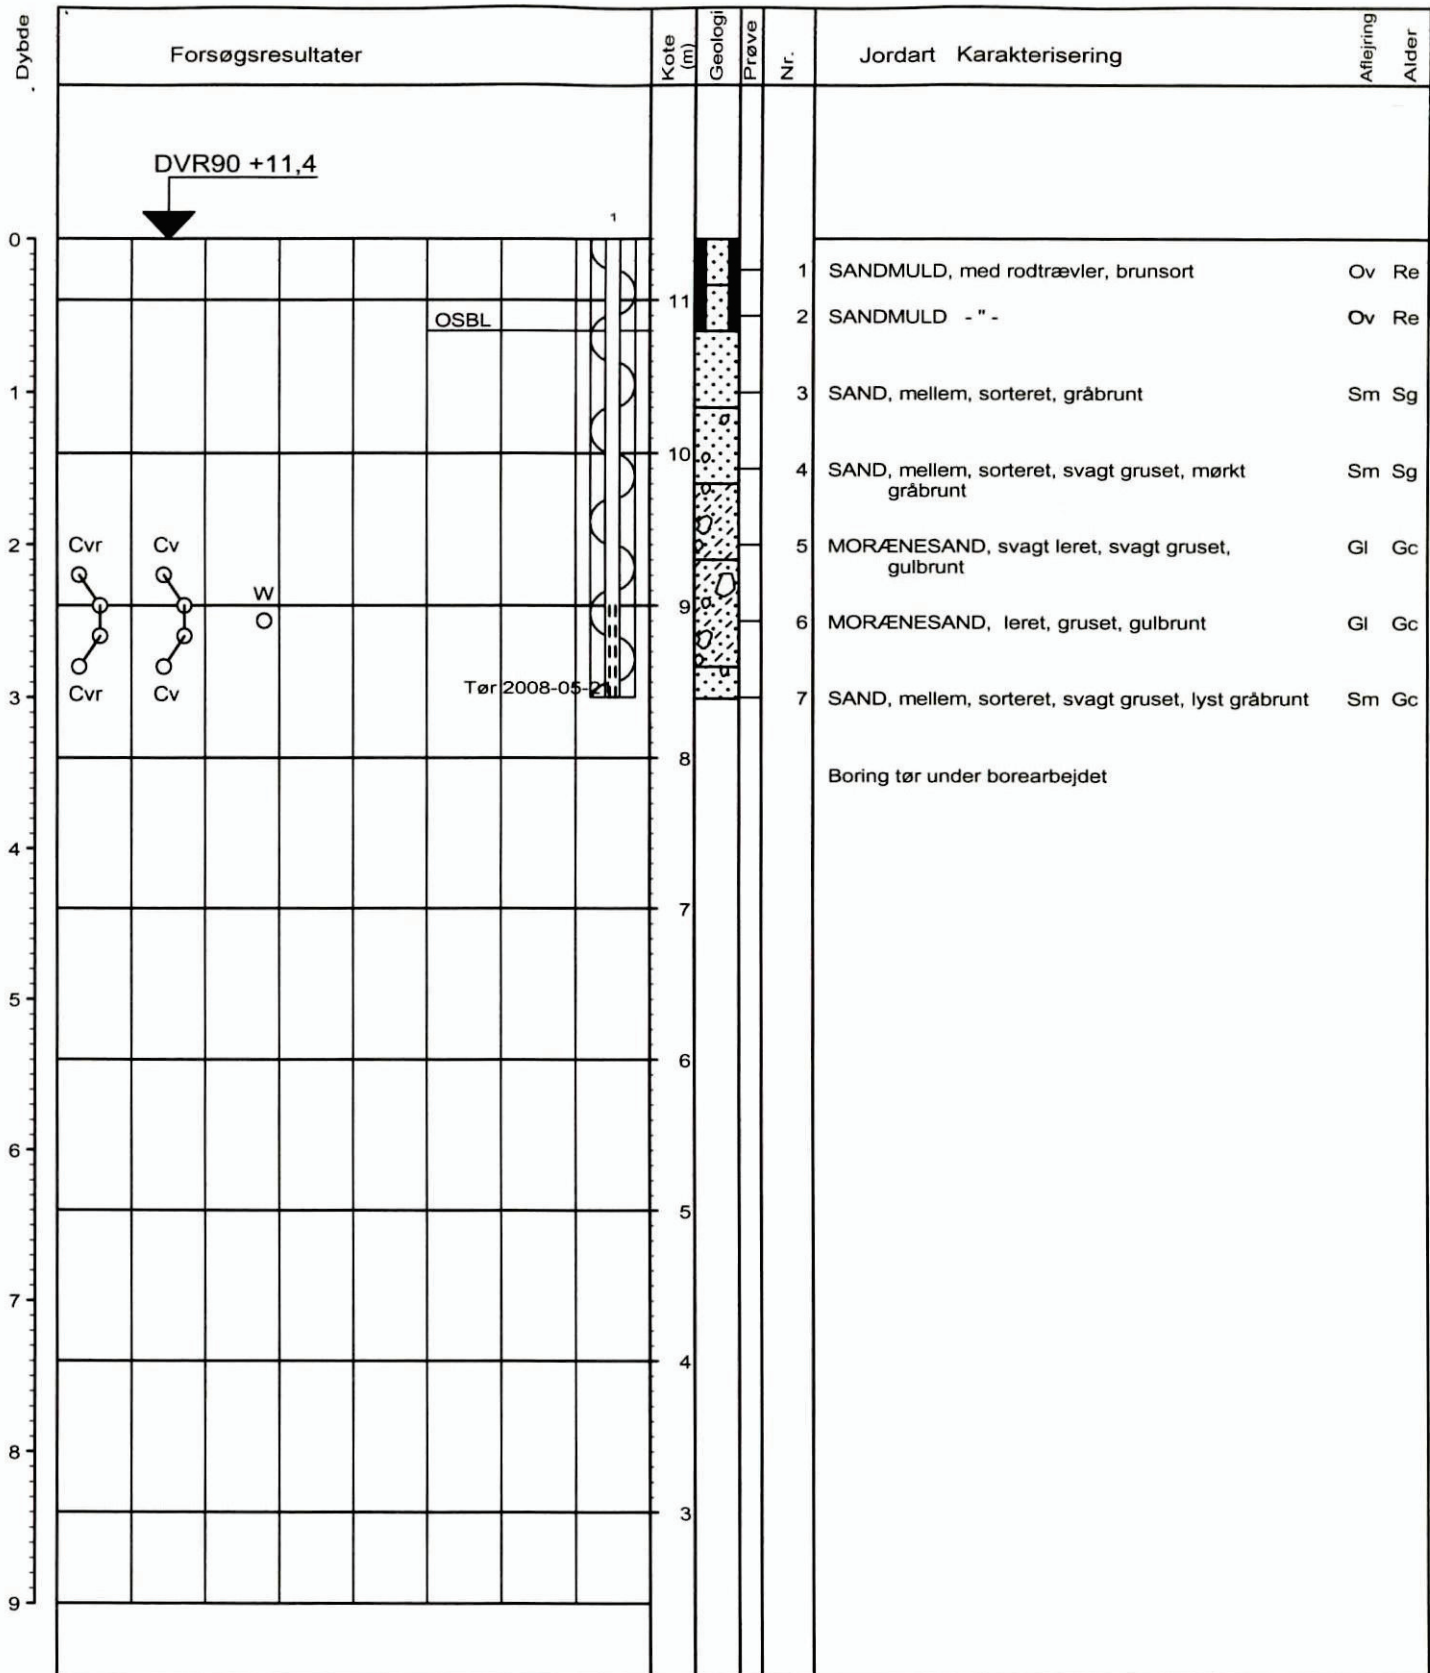 Dybde
Forsøgsresultater
Kote (m)
Geologi
Prøve
Nr.
Jordart Karakterisering
Aflejring
Alder
DVR90 +11,4
1
0
1 SANDMULD, med rodtrævler, brunsort Ov Re
11
OSBL
2 SANDMULD - " - Ov Re
1
3 SAND, mellem, sorteret, gråbrunt Sm Sg
10
4 SAND, mellem, sorteret, svagt gruset, mørkt Sm Sg
gråbrunt
2
Cvr Cv
5 MORÆNESAND, svagt leret, svagt gruset, Gl Gc
gulbrunt
W
9
6 MORÆNESAND, leret, gruset, gulbrunt Gl Gc
Tør 2008-05-2
3
Cvr Cv
7 SAND, mellem, sorteret, svagt gruset, lyst gråbrunt Sm Gc
8
Boring tør under borearbejdet
4
7
5
6
6
5
7
4
8
3
9